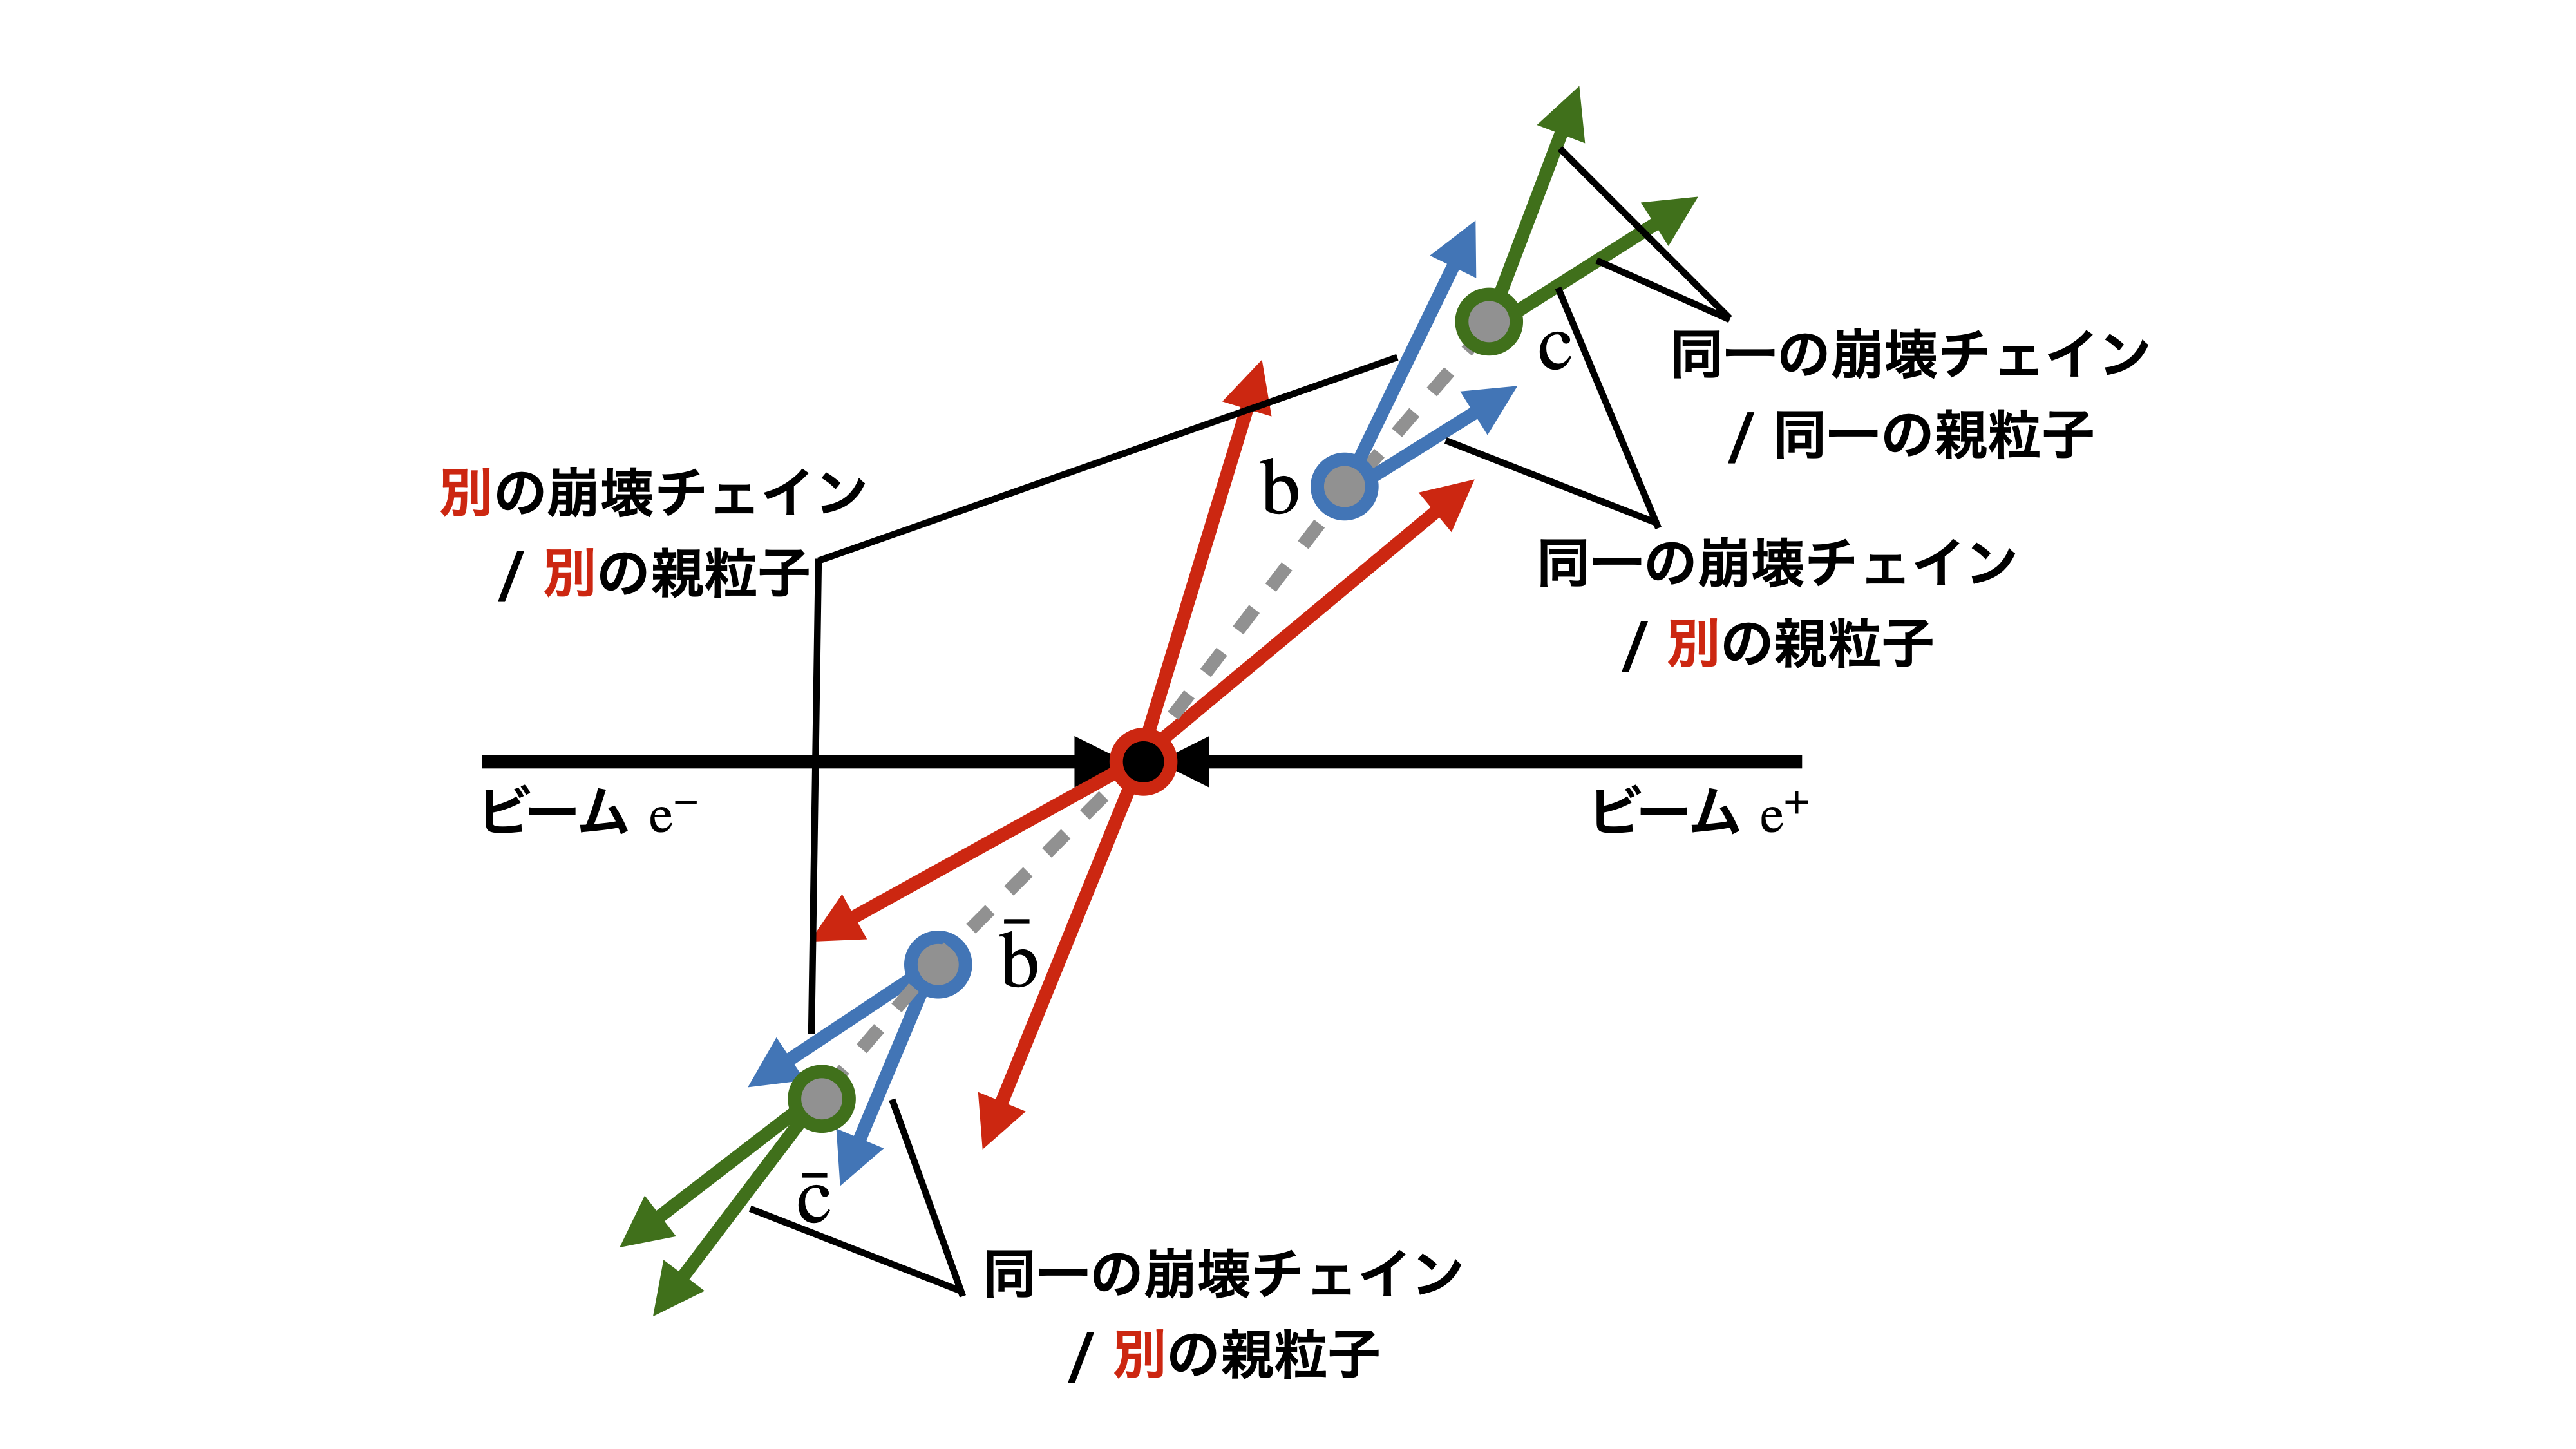 c
同一の崩壊チェイン
/ 同一の親粒子
別の崩壊チェイン
/ 別の親粒子
b
同一の崩壊チェイン
/ 別の親粒子
ビーム e⁻
ビーム e⁺
b̄
c̄
同一の崩壊チェイン
/ 別の親粒子